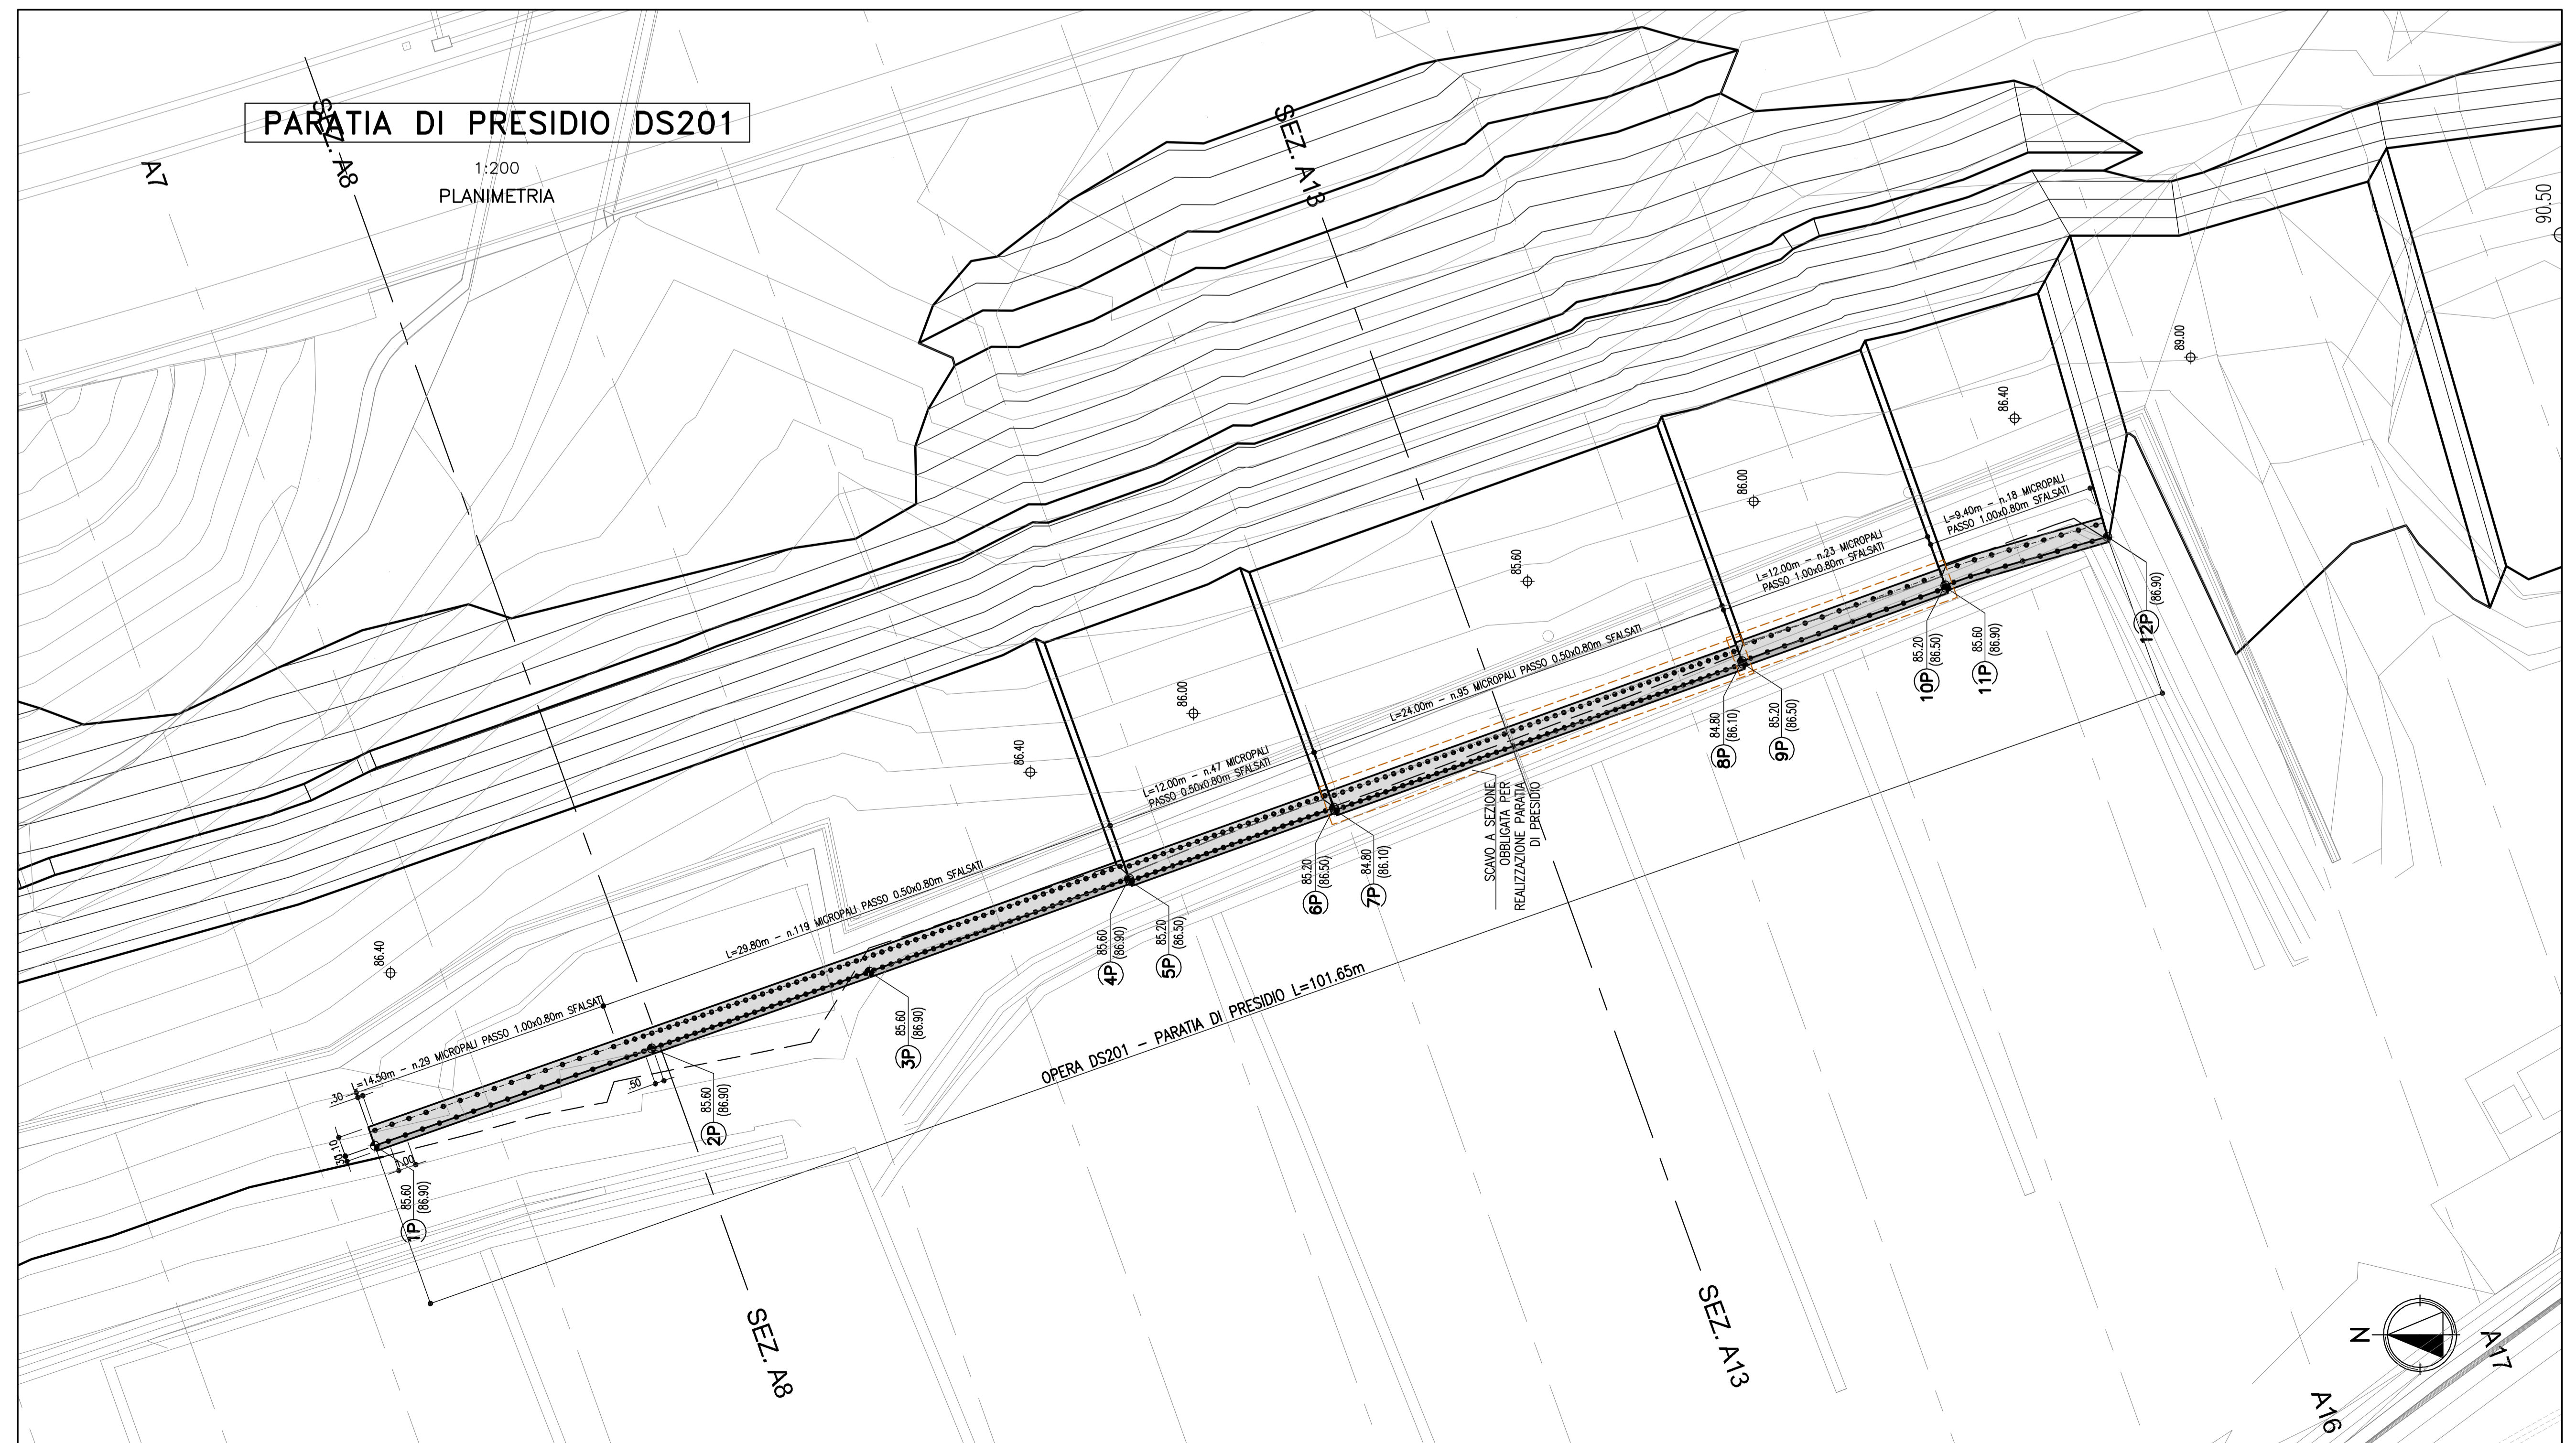 PARATIA DI PRESIDIO DS201
1:200
PLANIMETRIA
A7
SEZ. A8
SEZ. A13
90.50
89.00
86.40
86.00
85.60
86.00
86.40
86.40
L=9.40m - n.18 MICROPALI
PASSO 1.00x0.80m SFALSATI
L=12.00m - n.23 MICROPALI
PASSO 1.00x0.80m SFALSATI
L=24.00m - n.95 MICROPALI PASSO 0.50x0.80m SFALSATI
L=12.00m - n.47 MICROPALI
PASSO 0.50x0.80m SFALSATI
L=29.80m - n.119 MICROPALI PASSO 0.50x0.80m SFALSATI
L=14.50m - n.29 MICROPALI PASSO 1.00x0.80m SFALSATI
.30
.30
1.10
1.00
.50
1P
85.60
(86.90)
2P
85.60
(86.90)
3P
85.60
(86.90)
4P
85.60
(86.90)
5P
85.20
(86.50)
6P
85.20
(86.50)
7P
84.80
(86.10)
8P
84.80
(86.10)
9P
85.20
(86.50)
10P
85.20
(86.50)
11P
85.60
(86.90)
12P
(86.90)
SCAVO A SEZIONE
OBBLIGATA PER
REALIZZAZIONE PARATIA
DI PRESIDIO
OPERA DS201 - PARATIA DI PRESIDIO L=101.65m
SEZ. A8
SEZ. A13
N
A17
A16